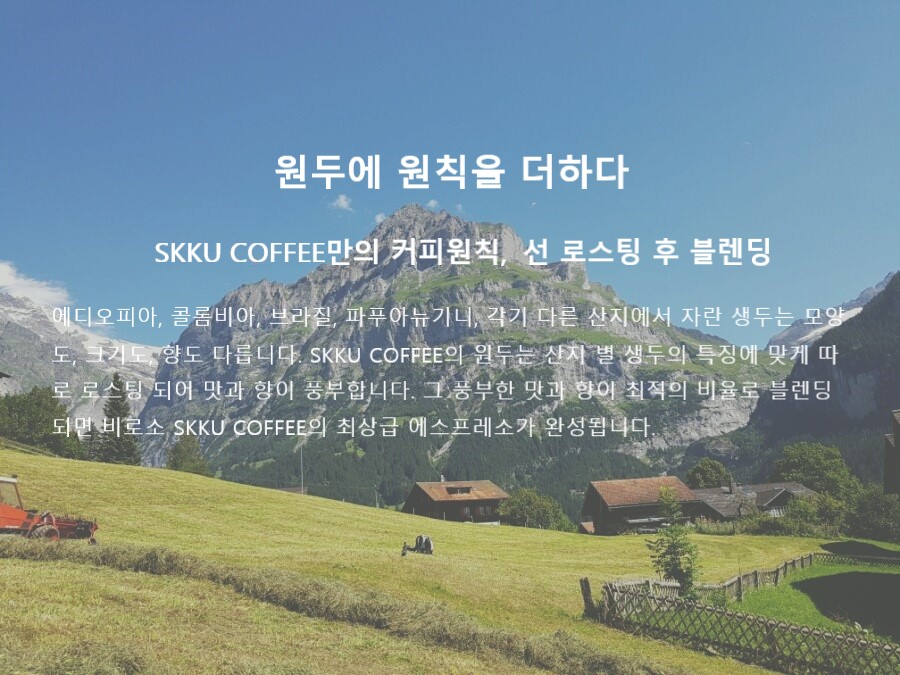 원두에 원칙을 더하다
SKKU COFFEE만의 커피원칙, 선 로스팅 후 블렌딩
에디오피아, 콜롬비아, 브라질, 파푸아뉴기니, 각기 다른 산지에서 자란 생두는 모양
도, 크기도, 향도 다릅니다. SKKU COFFEE의 원두는 산지 별 생두의 특징에 맞게 따
로 로스팅 되어 맛과 향이 풍부합니다. 그 풍부한 맛과 향이 최적의 비율로 블렌딩
되면 비로소 SKKU COFFEE의 최상급 에스프레소가 완성됩니다.